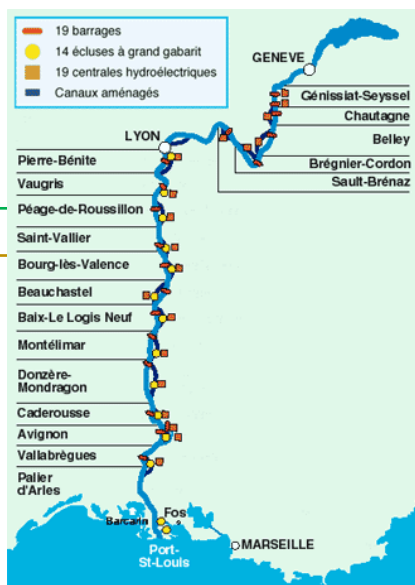 19 barrages
14 écluses à grand gabarit
19 centrales hydroélectriques
Canaux aménagés
GENEVE
Génissiat-Seyssel
Chautagne
Belley
Brégnier-Cordon
Sault-Brénaz
LYON
Pierre-Bénite
Vaugris
Péage-de-Roussillon
Saint-Vallier
Bourg-lès-Valence
Beauchastel
Baix-Le Logis Neuf
Montélimar
Donzère-
Mondragon
Caderousse
Avignon
Vallabrègues
Palier
d'Arles
Barcarin
Fos
Port-
St-Louis
MARSEILLE